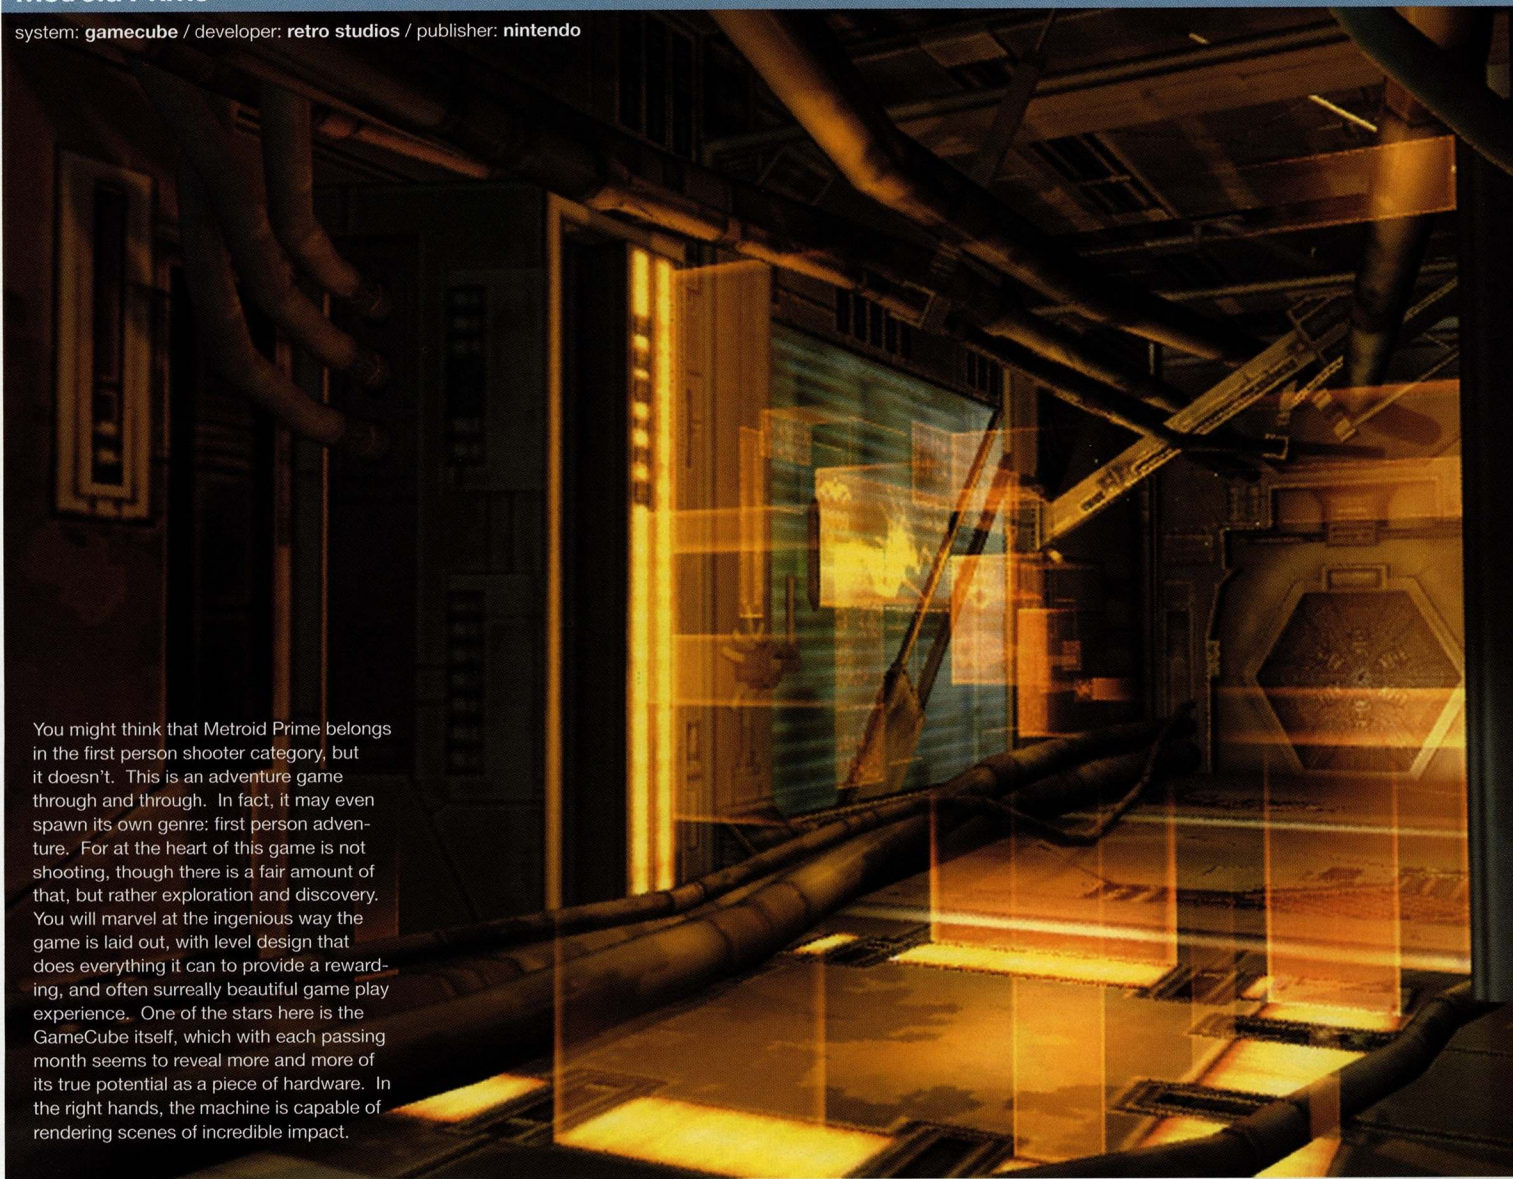 system: gamecube / developer: retro studios / publisher: nintendo
You might think that Metroid Prime belongs
in the first person shooter category, but
it doesn't. This is an adventure game
through and through. In fact, it may even
spawn its own genre: first person adven-
ture. For at the heart of this game is not
shooting, though there is a fair amount of
that, but rather exploration and discovery.
You will marvel at the ingenious way the
game is laid out, with level design that
does everything it can to provide a reward-
ing, and often surreally beautiful game play
experience. One of the stars here is the
GameCube itself, which with each passing
month seems to reveal more and more of
its true potential as a piece of hardware. In
the right hands, the machine is capable of
rendering scenes of incredible impact.